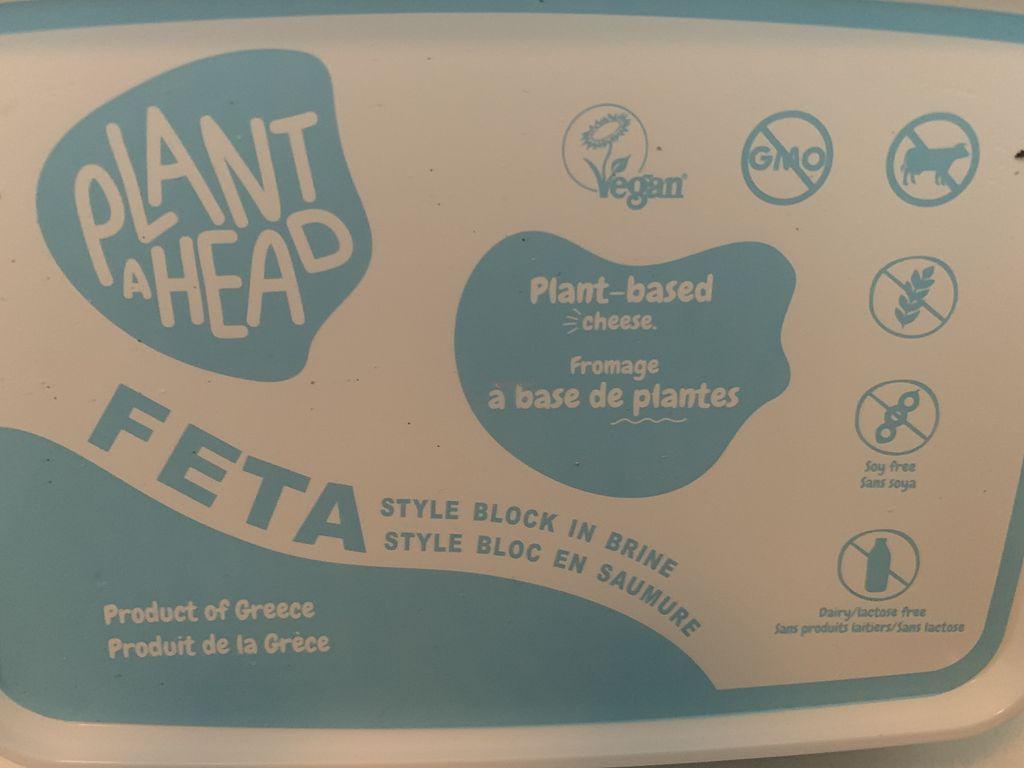 PLANT
AHEAD
Vegan
GMO
Plant-based
cheese.
Fromage
à base de plantes
FETA
STYLE BLOCK IN BRINE
STYLE BLOC EN SAUMURE
Soy free
Sans soya
Dairy/lactose free
Sans produits laitiers/Sans lactose
Product of Greece
Produit de la Grèce